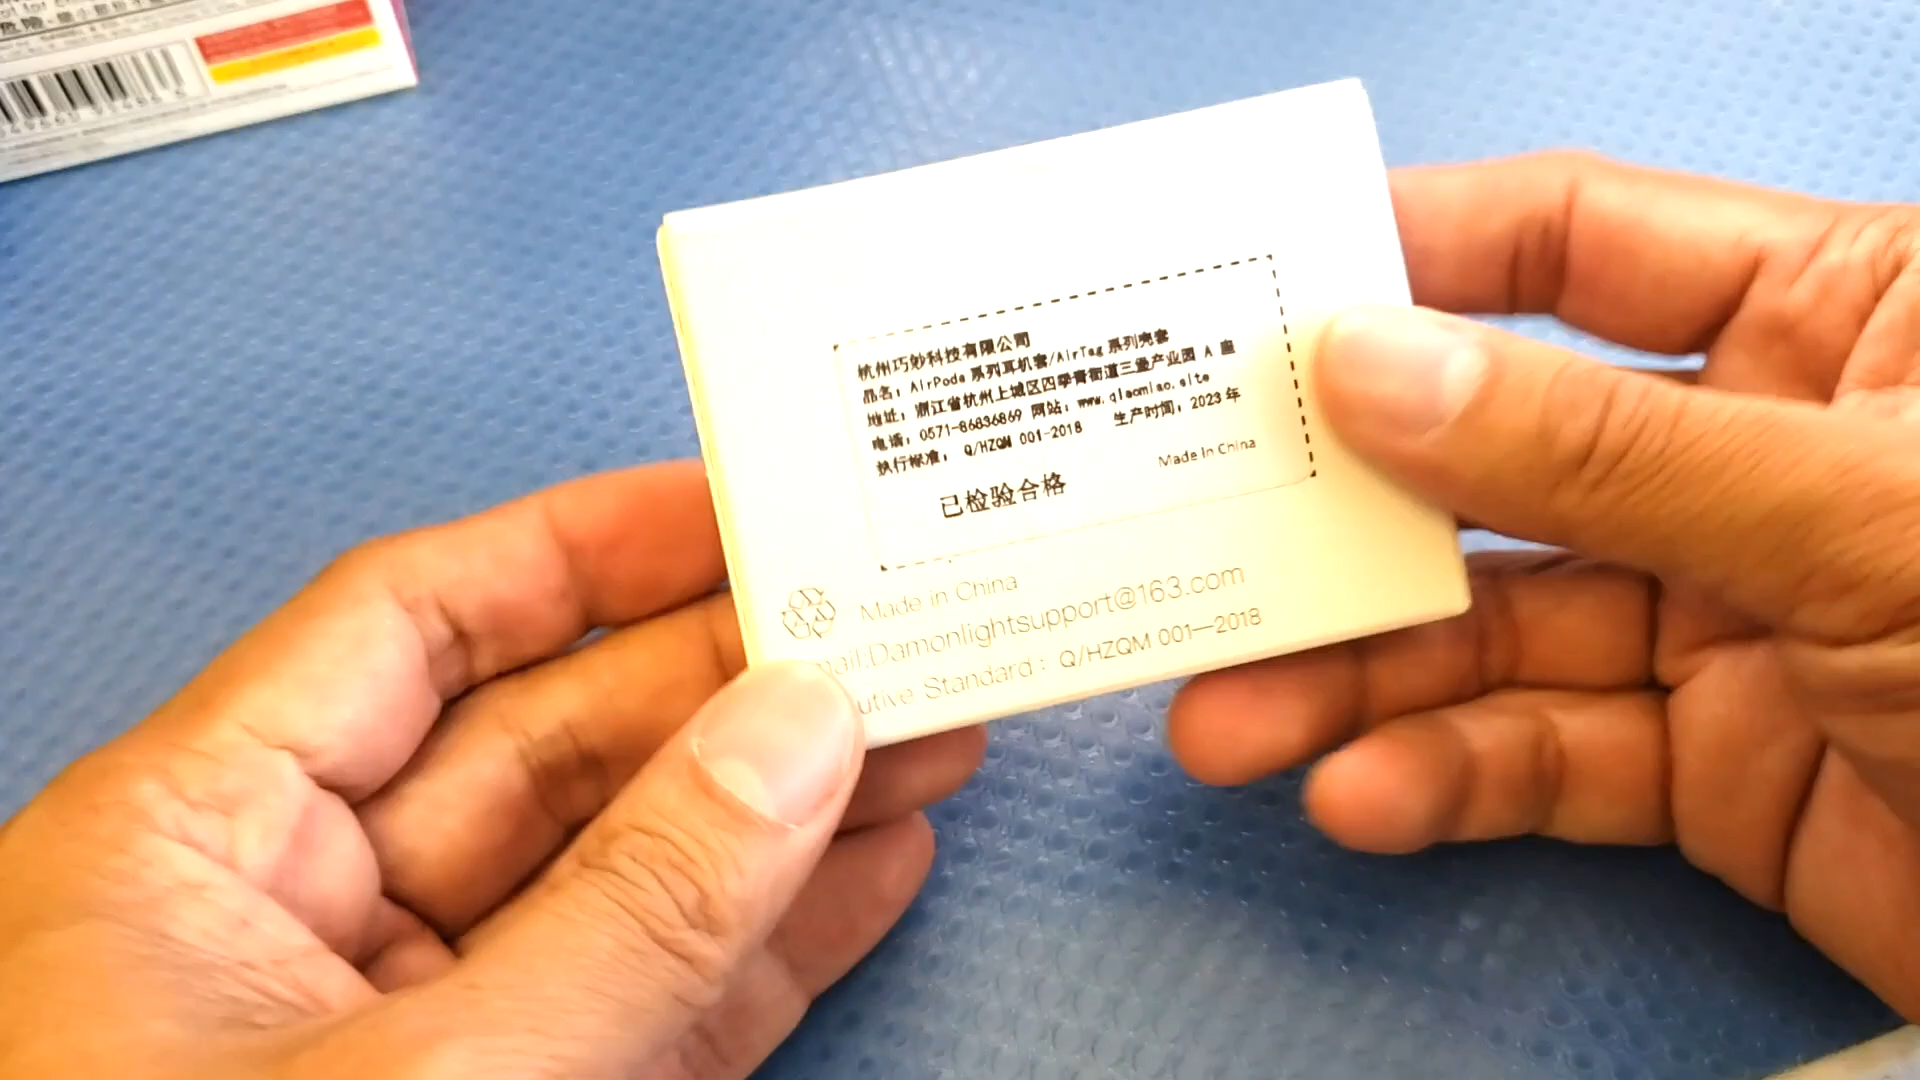 杭州巧妙科技有限公司
品名：AirPods 系列耳机套/AirTag 系列壳套
地址：浙江省杭州上城区四季青街道三堡产业园 A 座
电话：0571-86836869 网站：www.qiaomiao.site
执行标准： Q/HZQM 001-2018 生产时间：2023 年
已检验合格
Made In China
Made in China
mail:Damonlightsupport@163.com
utive Standard： Q/HZQM 001—2018